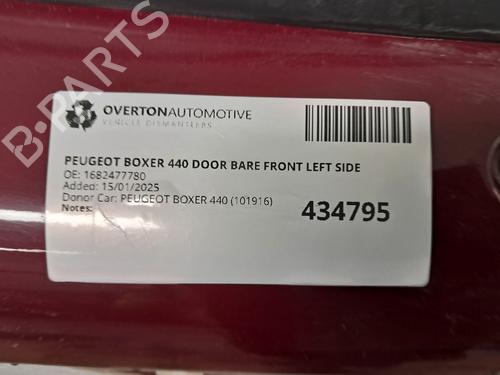 B-PARTS
OVERTONAUTOMOTIVE
VEHICLE DISMANTLERS
PEUGEOT BOXER 440 DOOR BARE FRONT LEFT SIDE
OE: 1682477780
Added: 15/01/2025
Donor Car: PEUGEOT BOXER 440 (101916)
Notes:
434795